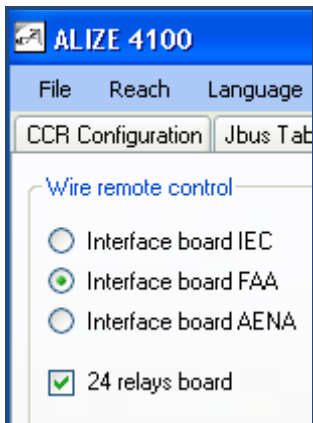 ALIZE 4100
File Reach Language
CCR Configuration Jbus Tab
Wire remote control
Interface board IEC
Interface board FAA
Interface board AENA
24 relays board